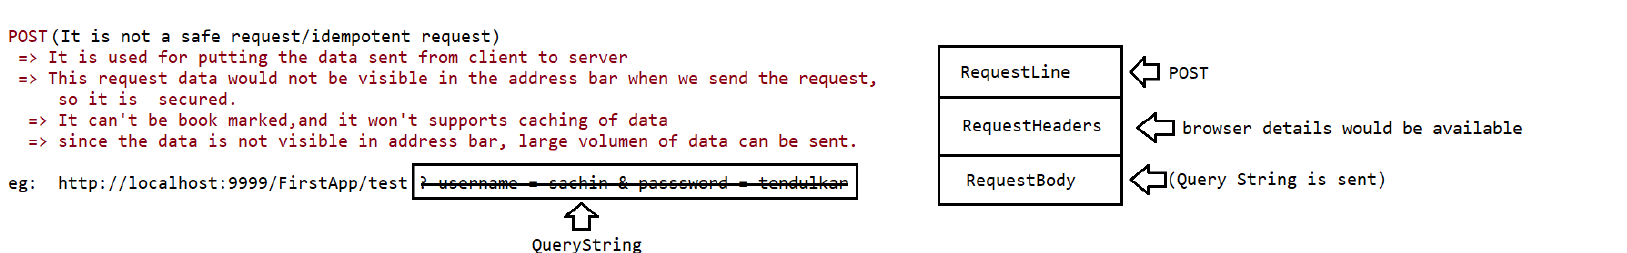 POST(It is not a safe request/idempotent request)
=> It is used for putting the data sent from client to server
=> This request data would not be visible in the address bar when we send the request,
so it is secured.
=> It can't be book marked,and it won't supports caching of data
=> since the data is not visible in address bar, large volumen of data can be sent.
eg: http://localhost:9999/FirstApp/test ? username = sachin & passsword = tendulkar
QueryString
RequestLine
POST
RequestHeaders
browser details would be available
RequestBody
(Query String is sent)